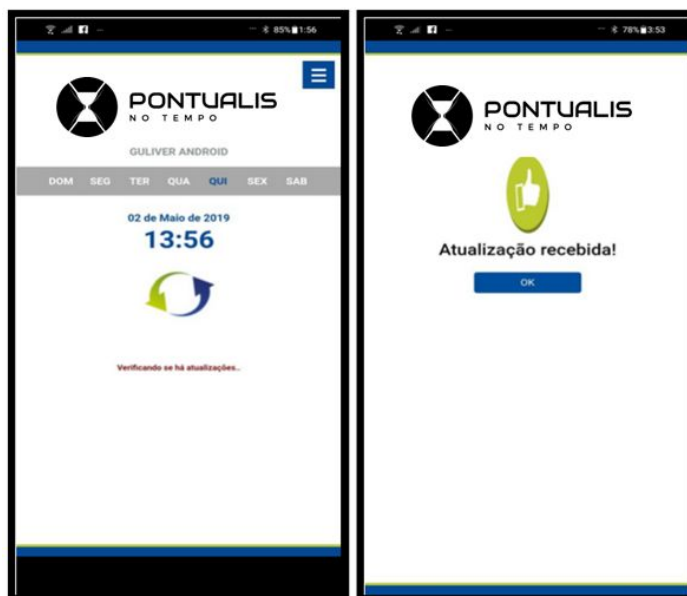 85% 1:56
PONTUALIS
NO TEMPO
GULIVER ANDROID
DOM SEG TER QUA QUI SEX SAB
02 de Maio de 2019
13:56
Verificando se há atualizações..
78% 3:53
PONTUALIS
NO TEMPO
Atualização recebida!
OK